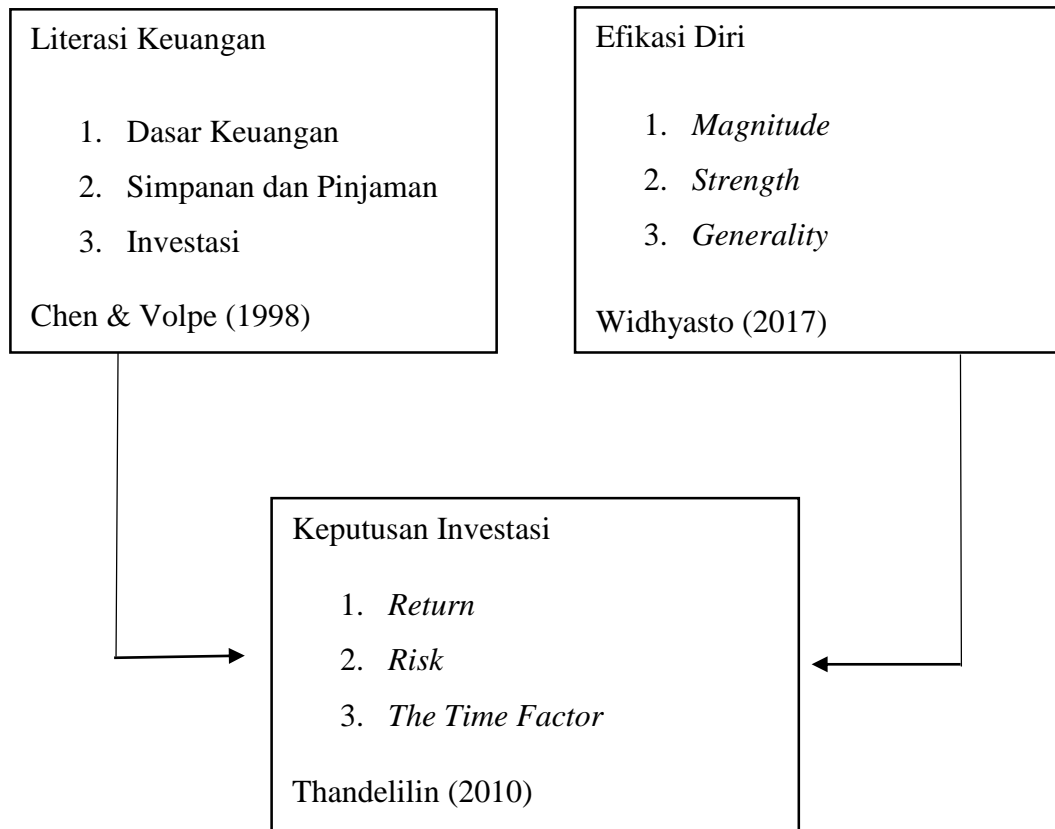 Literasi Keuangan
1. Dasar Keuangan
2. Simpanan dan Pinjaman
3. Investasi
Chen & Volpe (1998)
Efikasi Diri
1. Magnitude
2. Strength
3. Generality
Widhyasto (2017)
Keputusan Investasi
1. Return
2. Risk
3. The Time Factor
Thandelilin (2010)